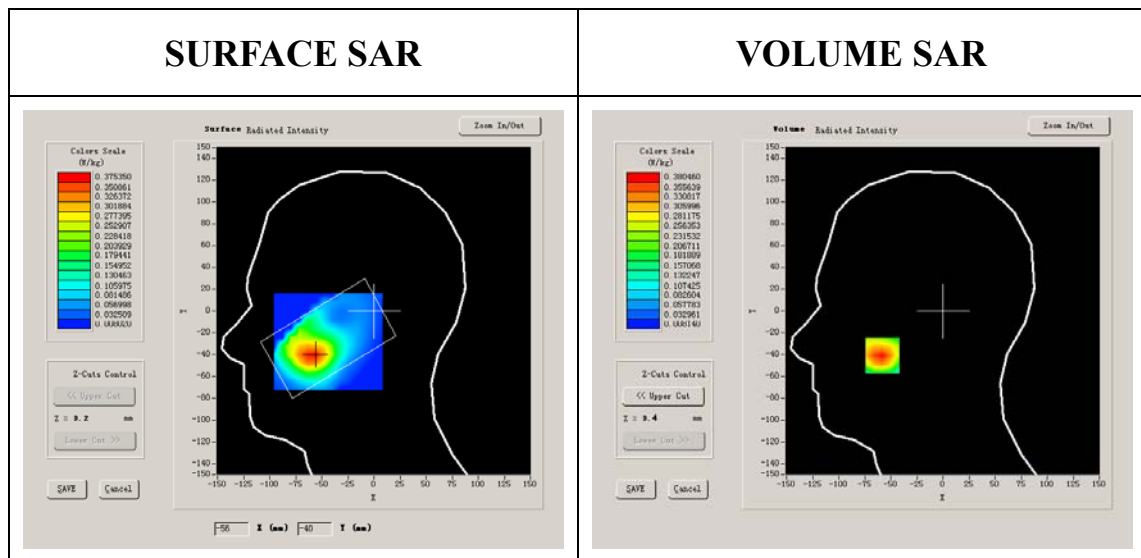 SURFACE SAR
VOLUME SAR
Surface Radiated Intensity
Zoom In/Out
Colors Scale
(W/kg)
0.375350
0.350861
0.326372
0.301884
0.277395
0.252907
0.228418
0.203929
0.179441
0.154952
0.130463
0.105975
0.081486
0.056998
0.032509
0.008020
150
140
120
100
80
60
40
20
0
-20
-40
-60
-80
-100
-120
-140
-150
Y
-150 -125 -100 -75 -50 -25 0 25 50 75 100 125 150
X
Z-Cuts Control
<< Upper Cut
Lower Cut >>
SAVE
Cancel
-56 X (mm) -40 Y (mm)
Volume Radiated Intensity
Zoom In/Out
Colors Scale
(W/kg)
0.380460
0.355639
0.330817
0.305996
0.281175
0.256353
0.231532
0.206711
0.181889
0.157068
0.132247
0.107425
0.082604
0.057783
0.032961
0.008140
150
140
120
100
80
60
40
20
0
-20
-40
-60
-80
-100
-120
-140
-150
Y
-150 -125 -100 -75 -50 -25 0 25 50 75 100 125 150
X
Z-Cuts Control
<< Upper Cut
Lower Cut >>
SAVE
Cancel